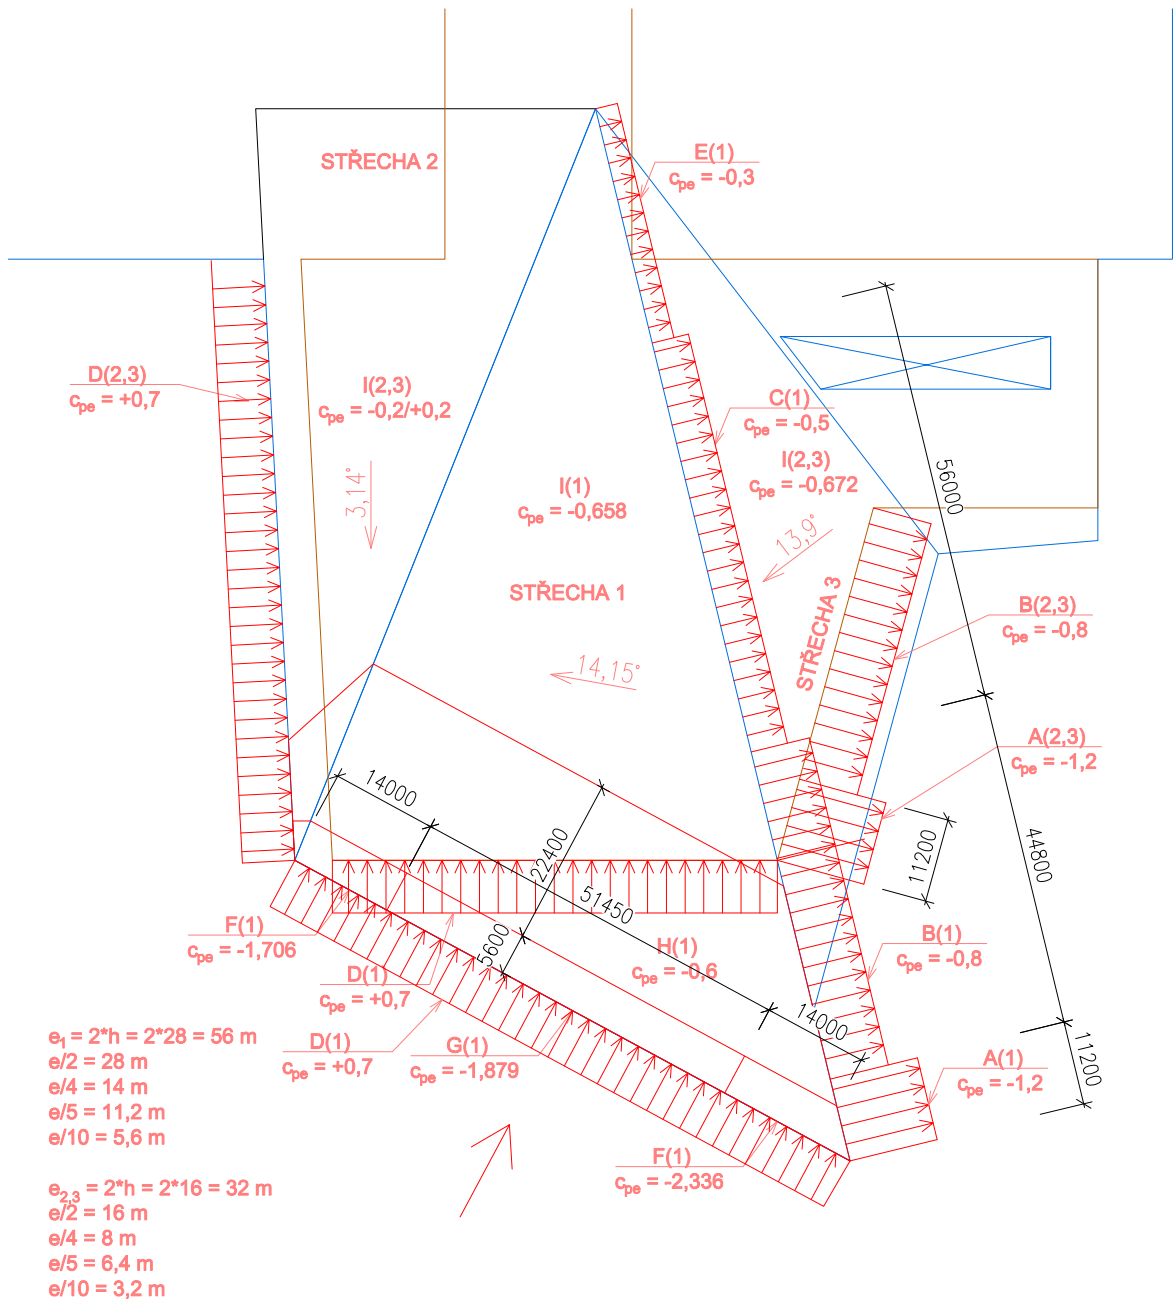 STŘECHA 2
E(1)
cpe = -0,3
D(2,3)
cpe = +0,7
I(2,3)
cpe = -0,2/+0,2
C(1)
cpe = -0,5
I(2,3)
cpe = -0,672
56000
3,14°
I(1)
cpe = -0,658
13,9°
STŘECHA 1
STŘECHA 3
B(2,3)
cpe = -0,8
14,15°
A(2,3)
cpe = -1,2
14000
22400
11200
44800
51450
F(1)
cpe = -1,706
5600
H(1)
cpe = -0,6
B(1)
cpe = -0,8
D(1)
cpe = +0,7
14000
D(1)
cpe = +0,7
G(1)
cpe = -1,879
A(1)
cpe = -1,2
11200
e1 = 2*h = 2*28 = 56 m
e/2 = 28 m
e/4 = 14 m
e/5 = 11,2 m
e/10 = 5,6 m
F(1)
cpe = -2,336
e2,3 = 2*h = 2*16 = 32 m
e/2 = 16 m
e/4 = 8 m
e/5 = 6,4 m
e/10 = 3,2 m